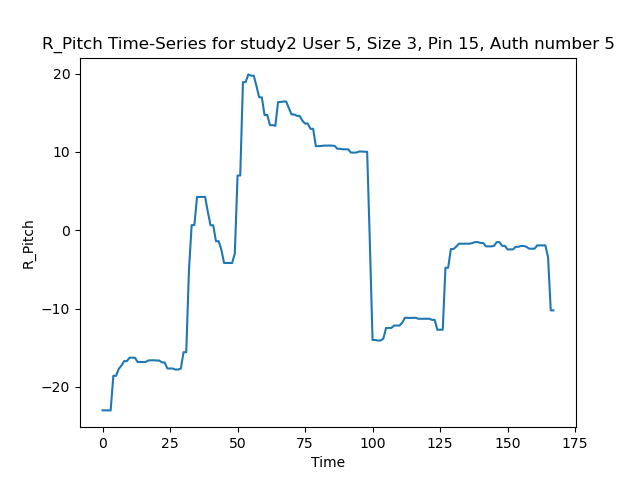 R_Pitch Time-Series for study2 User 5, Size 3, Pin 15, Auth number 5
20
10
0
−10
−20
R_Pitch
0 25 50 75 100 125 150 175
Time